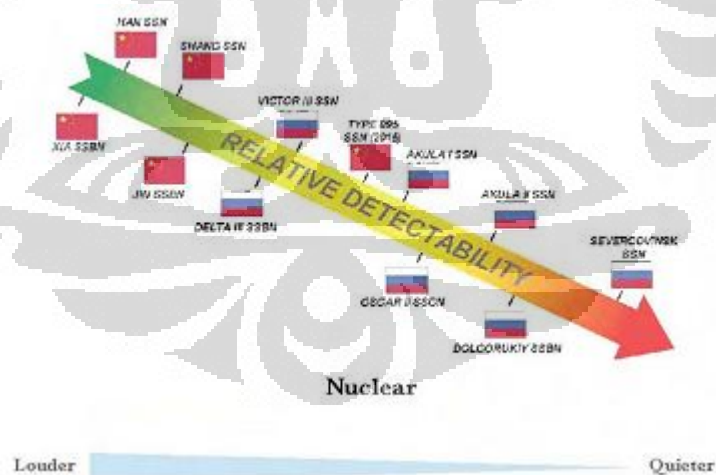 HAN SSN
SHANG SSN
XIA SSBN
JIN SSBN
VICTOR III SSN
DELTA III SSBN
TYPE 095
SSN (2015)
AKULA I SSN
AKULA II SSN
OSCAR II SSGN
DOLGORUKIY SSBN
SEVERODVINSK
SSN
RELATIVE DETECTABILITY
Nuclear
Louder
Quieter